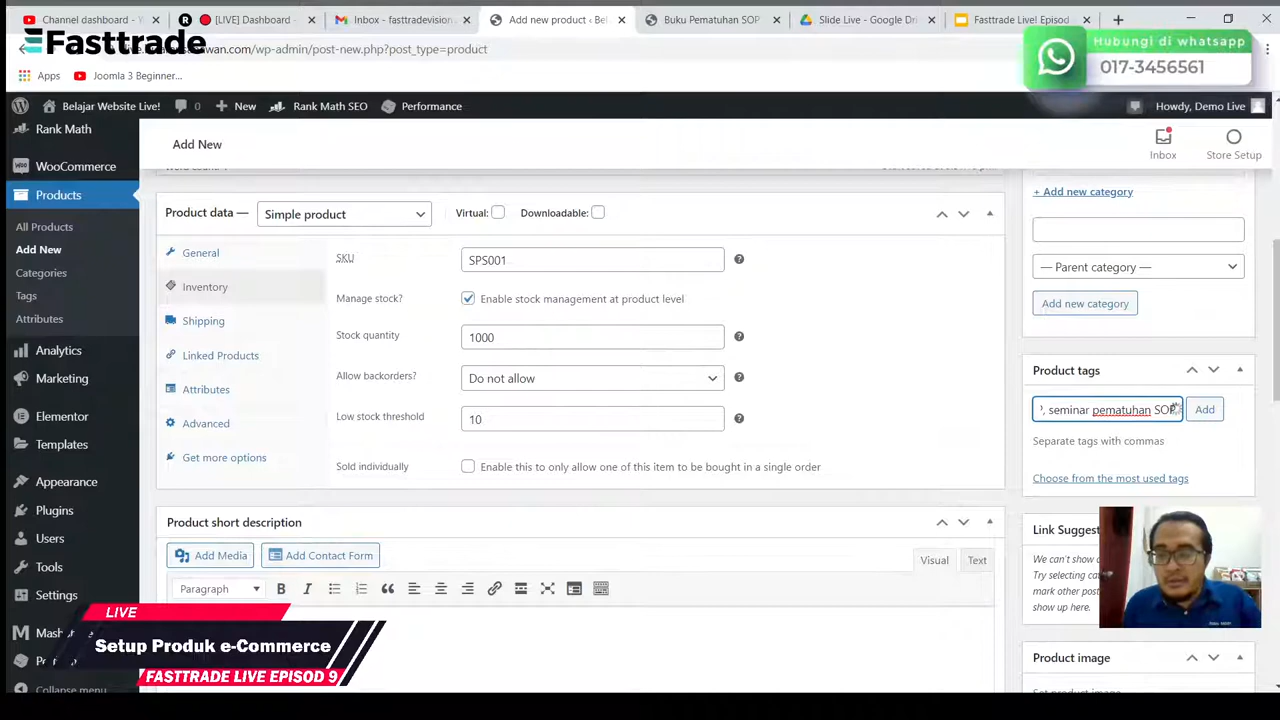 Channel dashboard - Y
[LIVE] Dashboard -
Inbox - fasttradevision
Add new product ‹ Bel
Buku Pematuhan SOP
Slide Live - Google Dri
Fasttrade Live! Episod
Fasttrade
wan.com/wp-admin/post-new.php?post_type=product
Hubungi di whatsapp
017-3456561
Apps
Joomla 3 Beginner...
Belajar Website Live!
0
New
Rank Math SEO
Performance
Howdy, Demo Live
Rank Math
WooCommerce
Products
All Products
Add New
Categories
Tags
Attributes
Analytics
Marketing
Elementor
Templates
Appearance
Plugins
Users
Tools
Settings
Collapse menu
Add New
Inbox
Store Setup
Product data —
Simple product
Virtual:
Downloadable:
General
Inventory
Shipping
Linked Products
Attributes
Advanced
Get more options
SKU
SPS001
Manage stock?
Enable stock management at product level
Stock quantity
1000
Allow backorders?
Do not allow
Low stock threshold
10
Sold individually
Enable this to only allow one of this item to be bought in a single order
Product short description
Add Media
Add Contact Form
Visual
Text
Paragraph
+ Add new category
— Parent category —
Add new category
Product tags
, seminar pematuhan SOP
Add
Separate tags with commas
Choose from the most used tags
Link Suggest
We can't show
Try selecting cat
mark other post
show up here.
Product image
LIVE
Setup Produk e-Commerce
FASTTRADE LIVE EPISOD 9